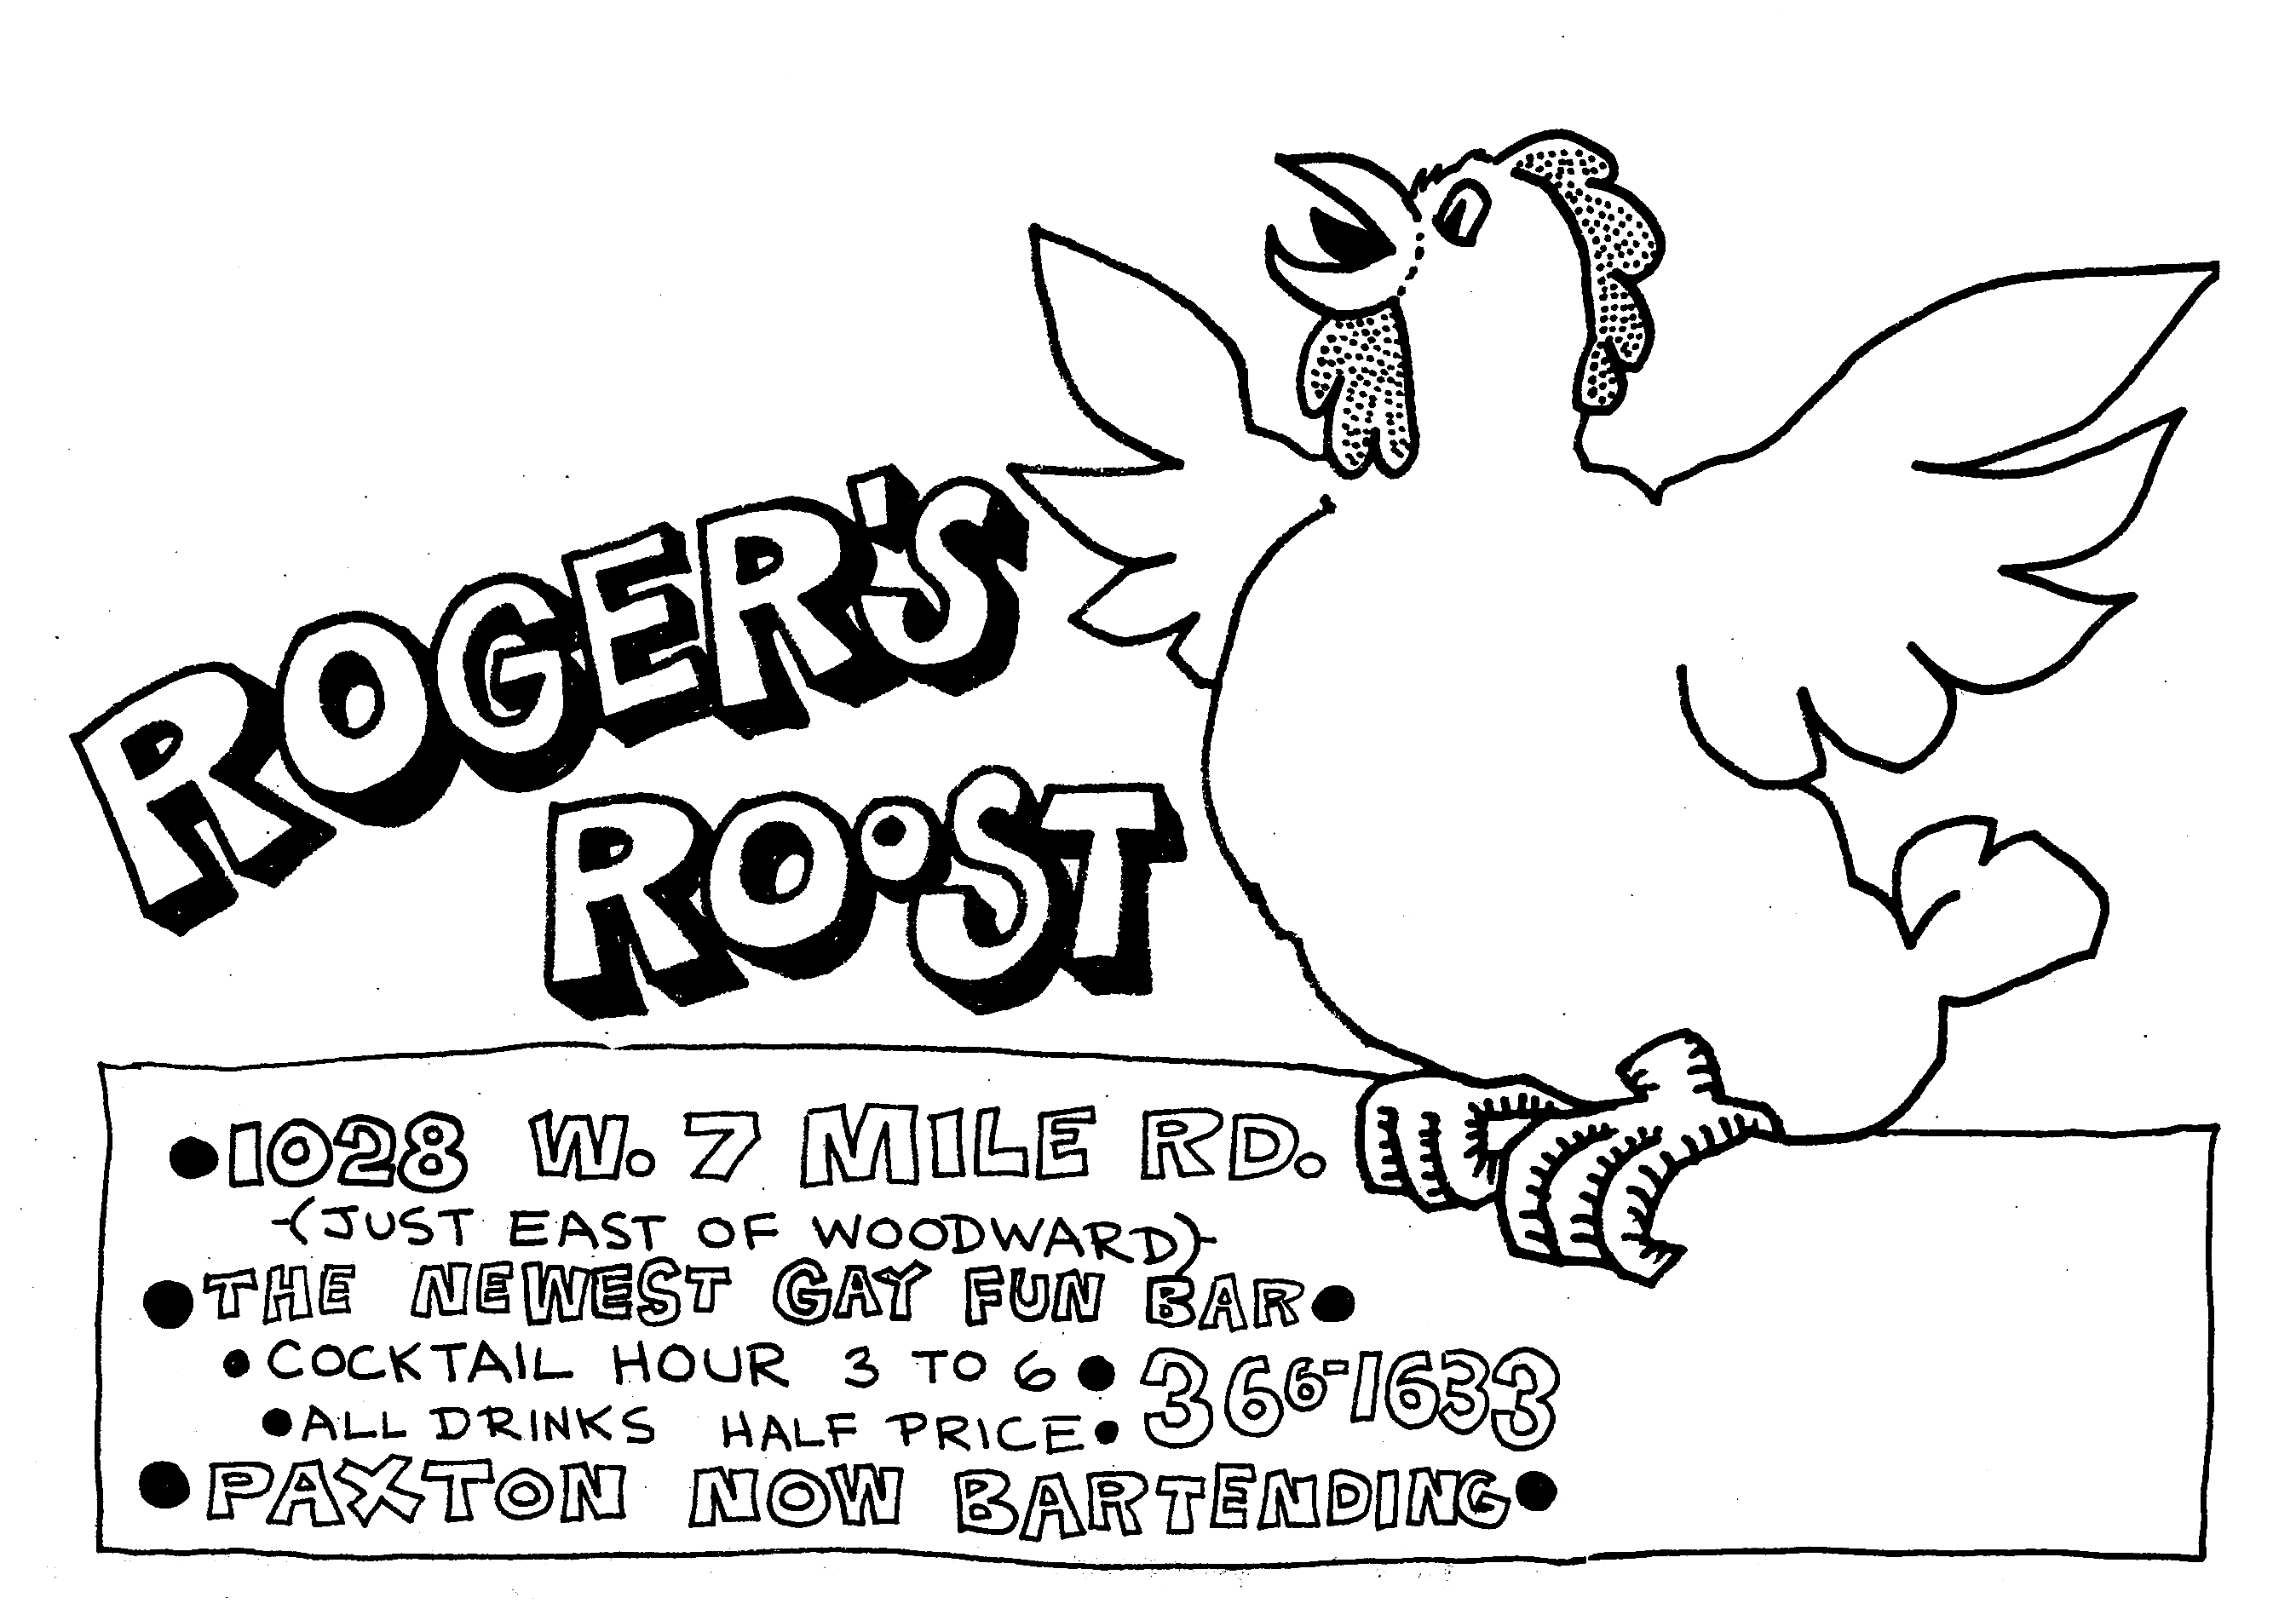 ROGER'S
ROOST
•1028 W. 7 MILE RD.
-(JUST EAST OF WOODWARD)-
•THE NEWEST GAY FUN BAR•
•COCKTAIL HOUR 3 TO 6•
•ALL DRINKS HALF PRICE•
366-1633
•PAXTON NOW BARTENDING•